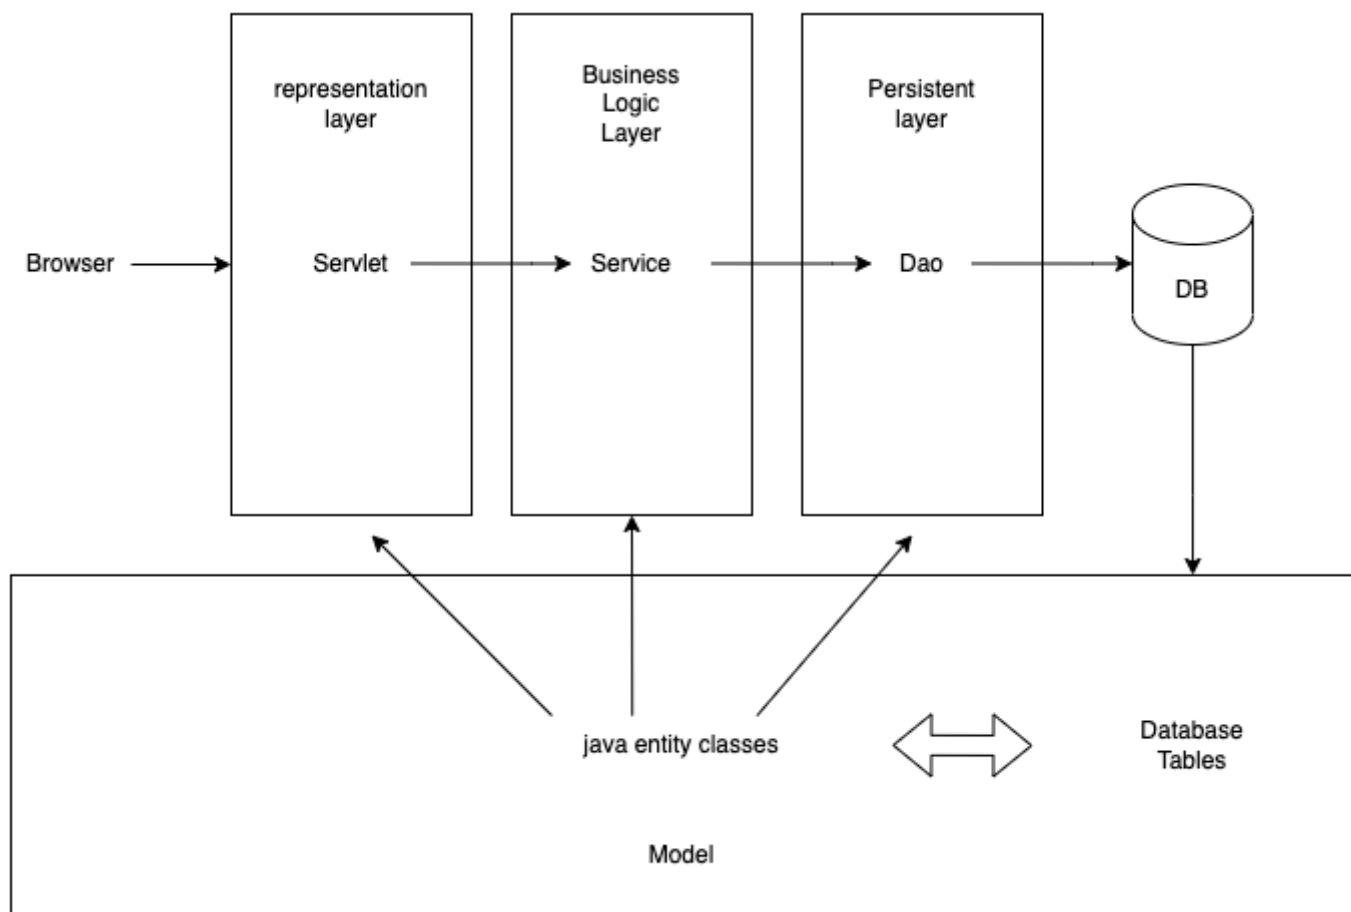 representation
layer
Business
Logic
Layer
Persistent
layer
Browser
Servlet
Service
Dao
DB
java entity classes
Database
Tables
Model